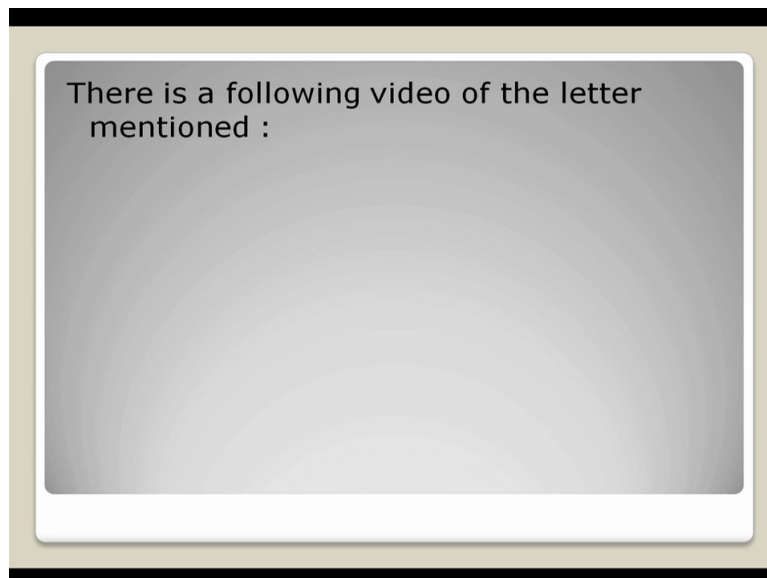 There is a following video of the letter
mentioned :